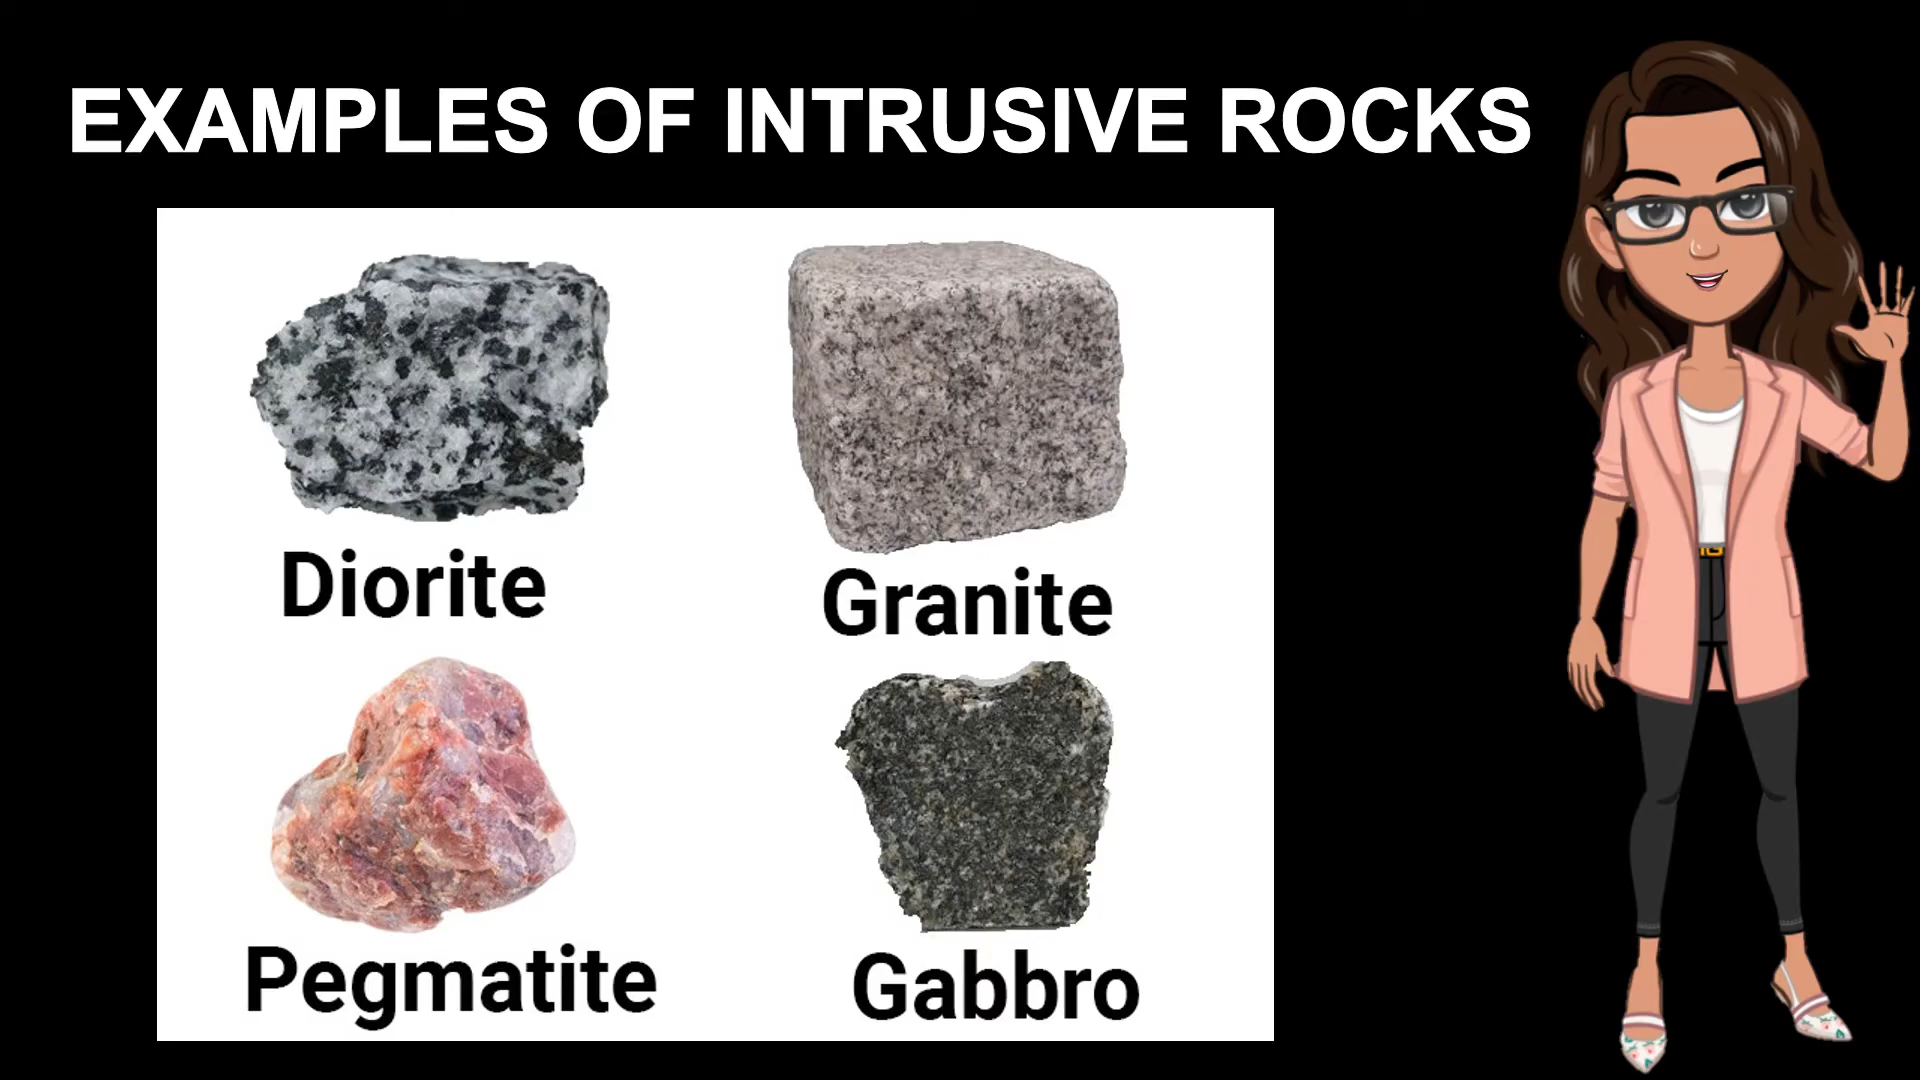 EXAMPLES OF INTRUSIVE ROCKS
Diorite
Granite
Pegmatite
Gabbro